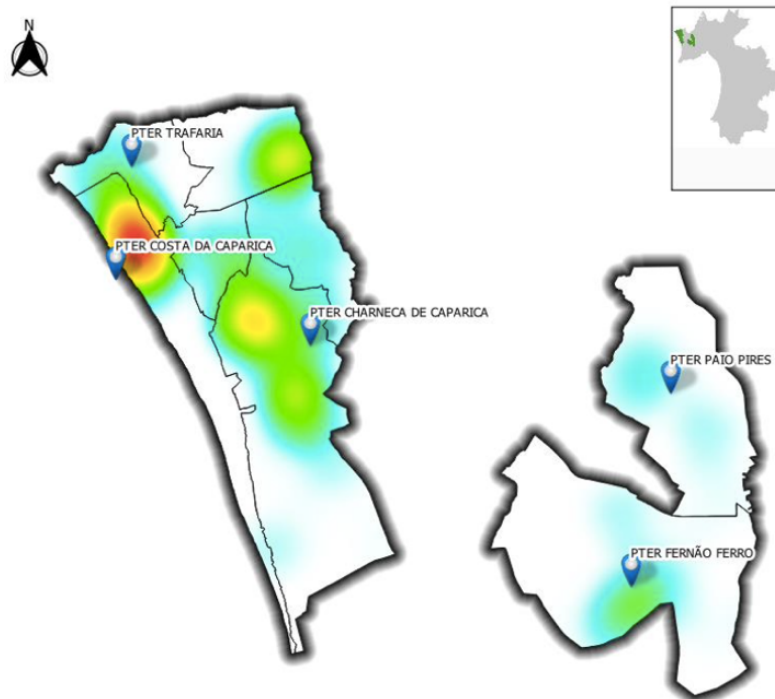 N
PTER TRAFARIA
PTER COSTA DA CAPARICA
PTER CHARNECA DE CAPARICA
PTER PAIO PIRES
PTER FERNÃO FERRO